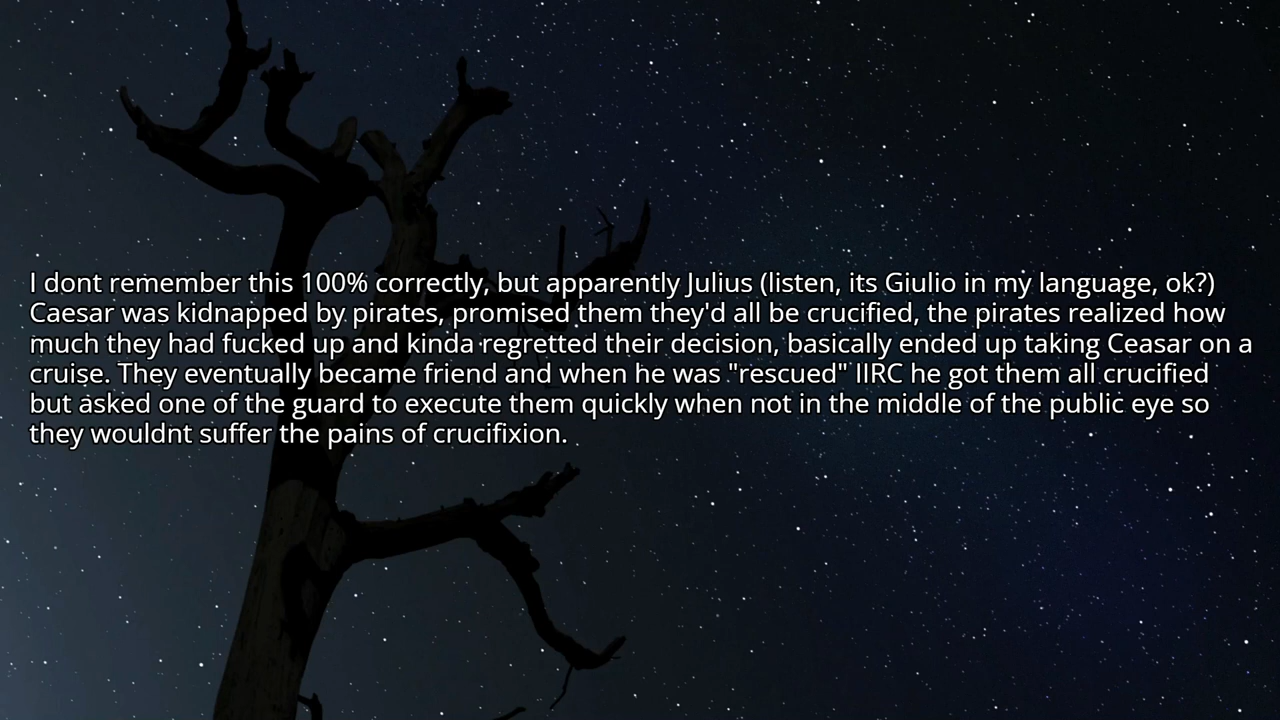 I dont remember this 100% correctly, but apparently Julius (listen, its Giulio in my language, ok?)
Caesar was kidnapped by pirates, promised them they'd all be crucified, the pirates realized how
much they had fucked up and kinda regretted their decision, basically ended up taking Ceasar on a
cruise. They eventually became friend and when he was "rescued" IIRC he got them all crucified
but asked one of the guard to execute them quickly when not in the middle of the public eye so
they wouldnt suffer the pains of crucifixion.